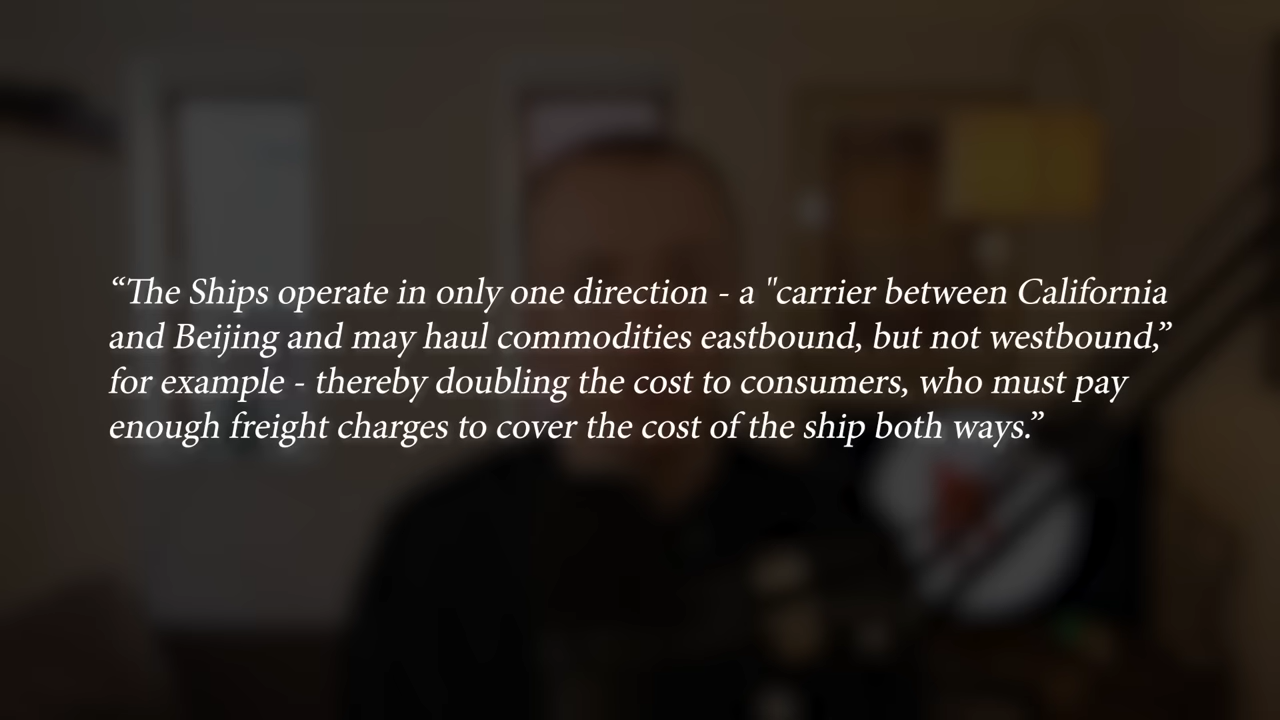 “The Ships operate in only one direction - a "carrier between California
and Beijing and may haul commodities eastbound, but not westbound,”
for example - thereby doubling the cost to consumers, who must pay
enough freight charges to cover the cost of the ship both ways.”